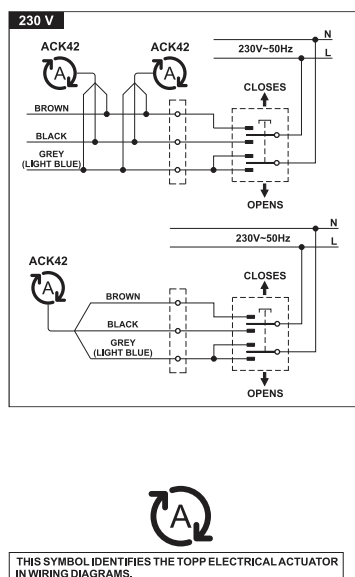 230 V
ACK42
ACK42
N
230V~50Hz
L
A
A
CLOSES
BROWN
BLACK
GREY
(LIGHT BLUE)
OPENS
N
230V~50Hz
L
ACK42
CLOSES
A
BROWN
BLACK
GREY
(LIGHT BLUE)
OPENS
A
THIS SYMBOL IDENTIFIES THE TOPP ELECTRICAL ACTUATOR
IN WIRING DIAGRAMS.